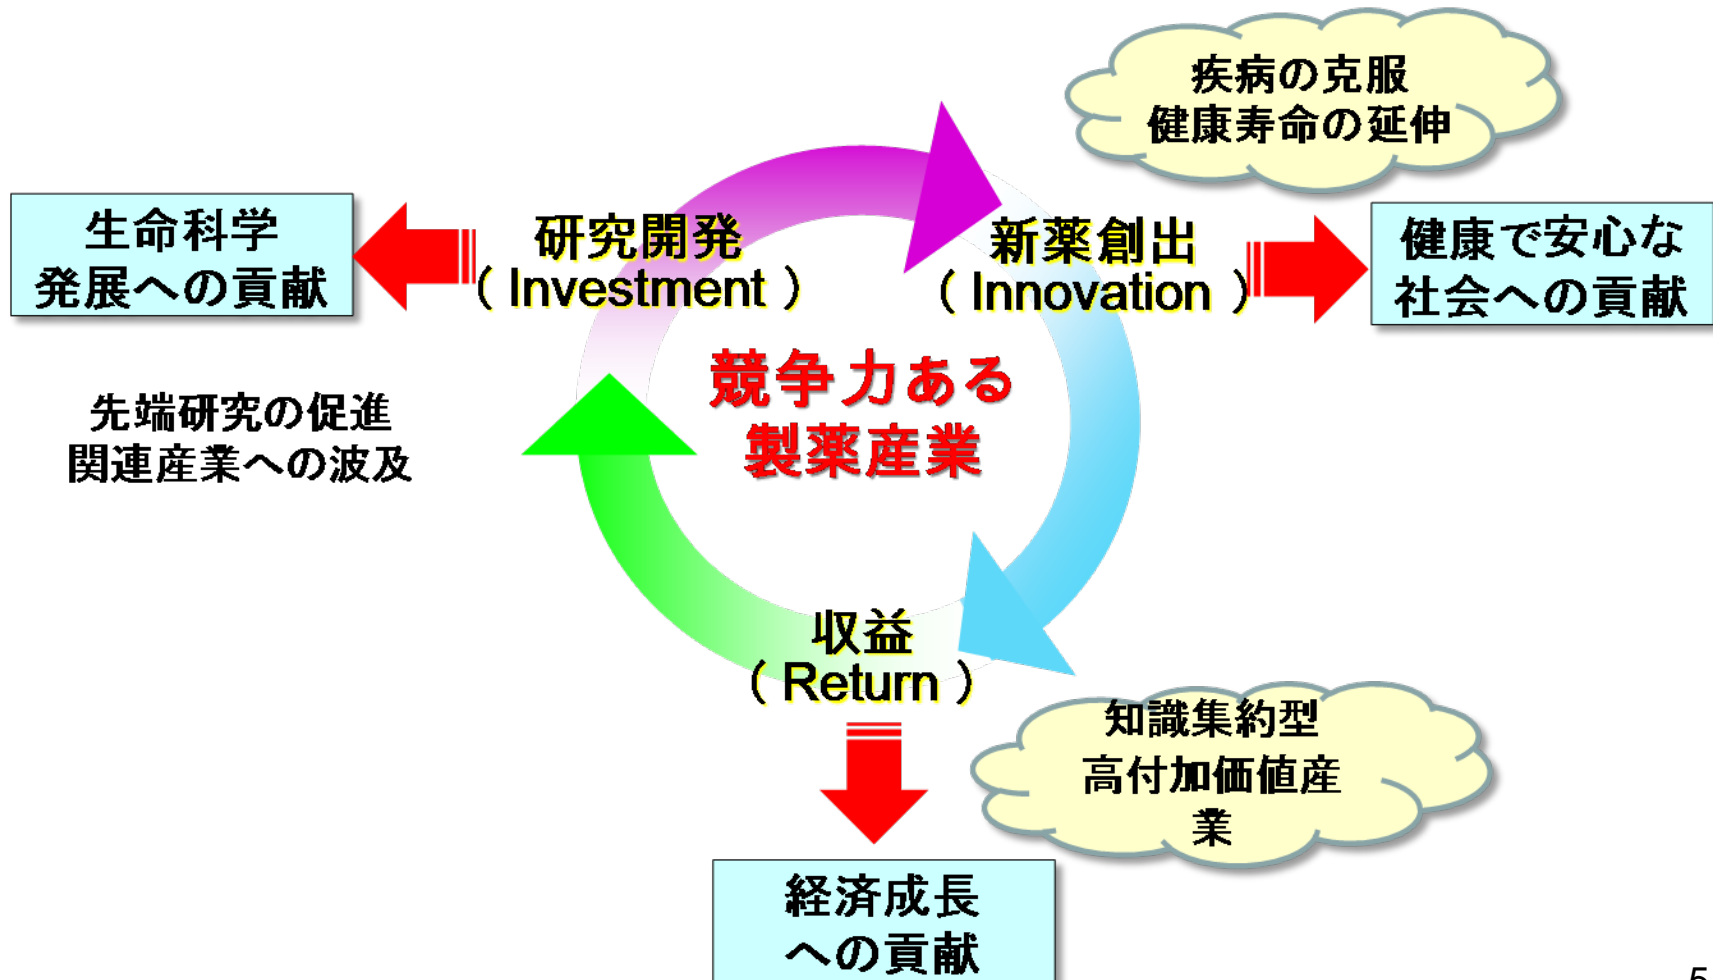 疾病の克服
健康寿命の延伸
生命科学
発展への貢献
研究開発
( Investment )
新薬創出
( Innovation )
健康で安心な
社会への貢献
競争力ある
製薬産業
先端研究の促進
関連産業への波及
収益
( Return )
知識集約型
高付加価値産
業
経済成長
への貢献
5